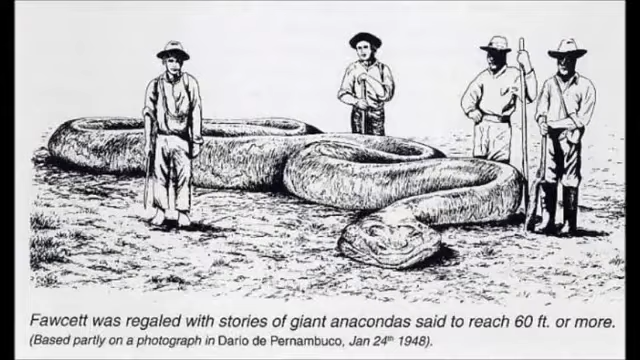 Fawcett was regaled with stories of giant anacondas said to reach 60 ft. or more.
(Based partly on a photograph in Dario de Pernambuco, Jan 24th 1948).